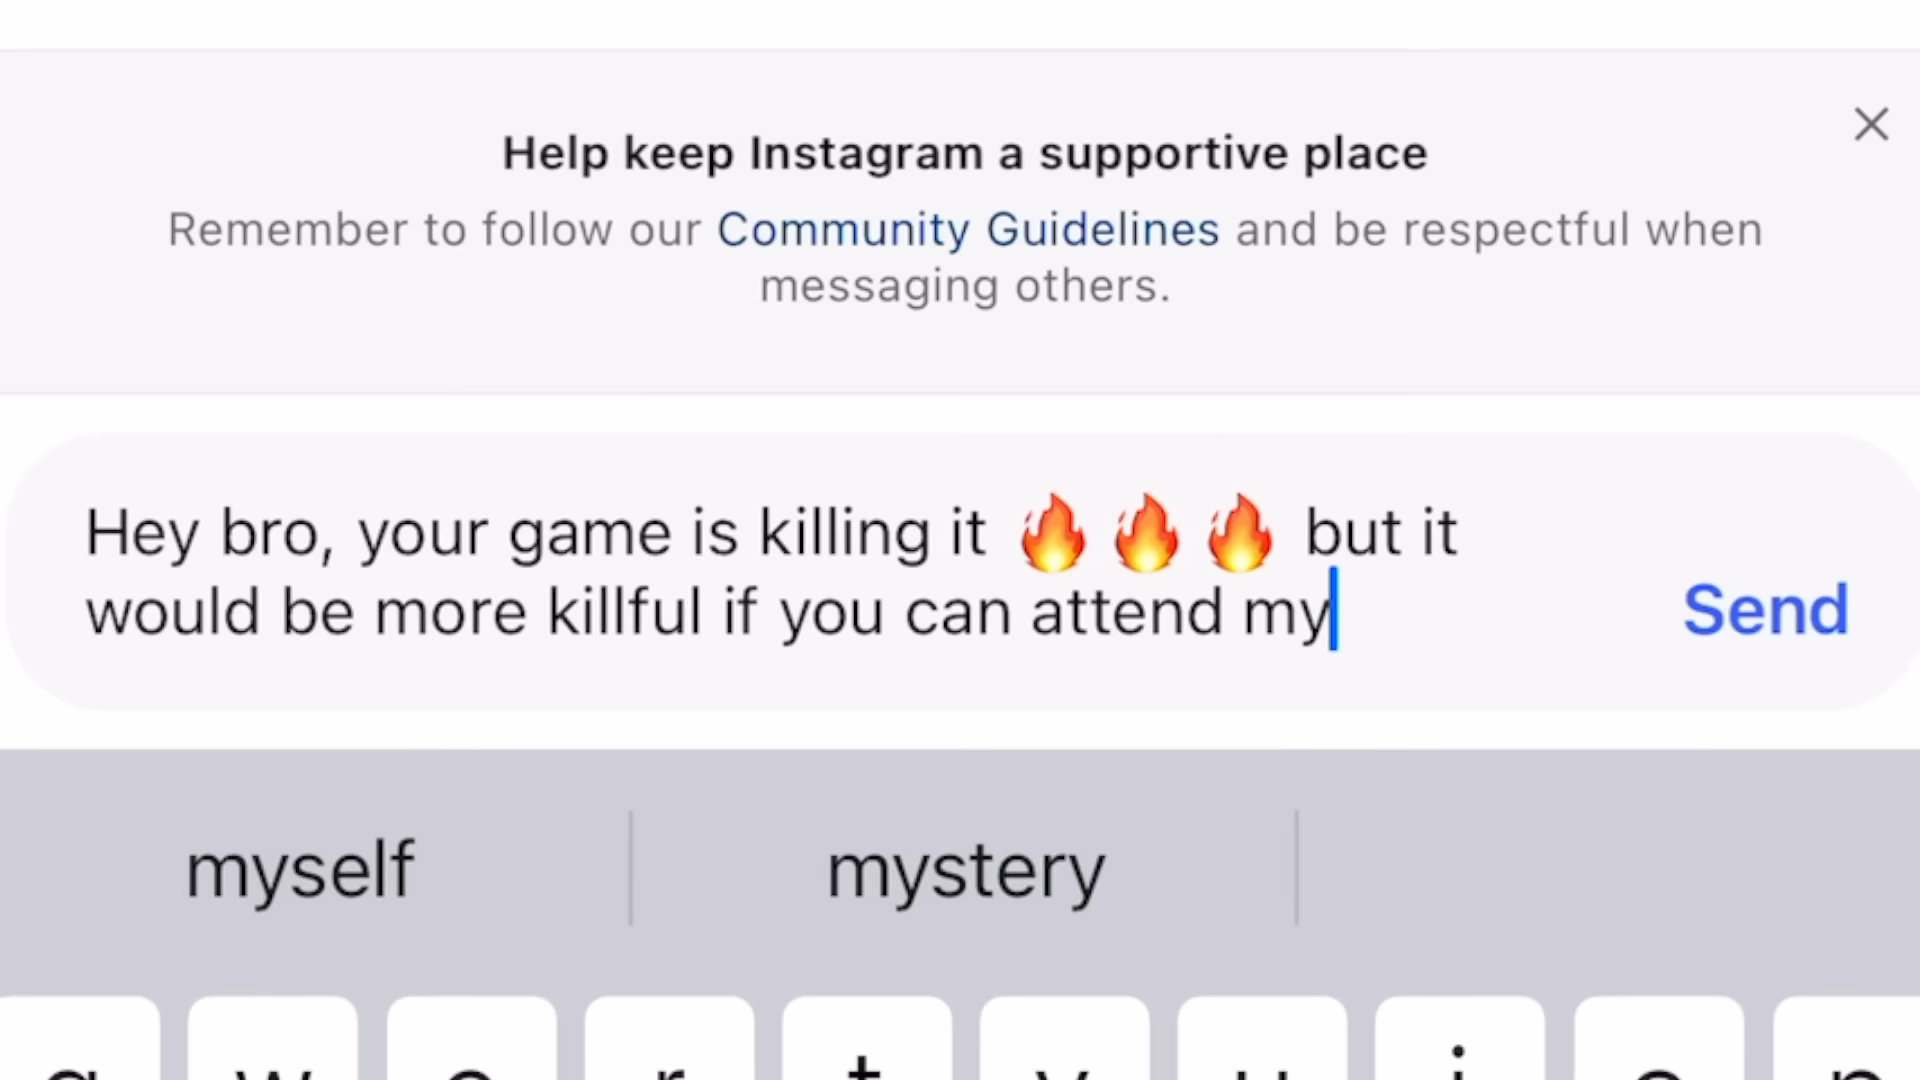 Help keep Instagram a supportive place
Remember to follow our Community Guidelines and be respectful when
messaging others.
Hey bro, your game is killing it 🔥🔥🔥 but it
would be more killful if you can attend my
Send
myself
mystery
q w e r t y u i o p